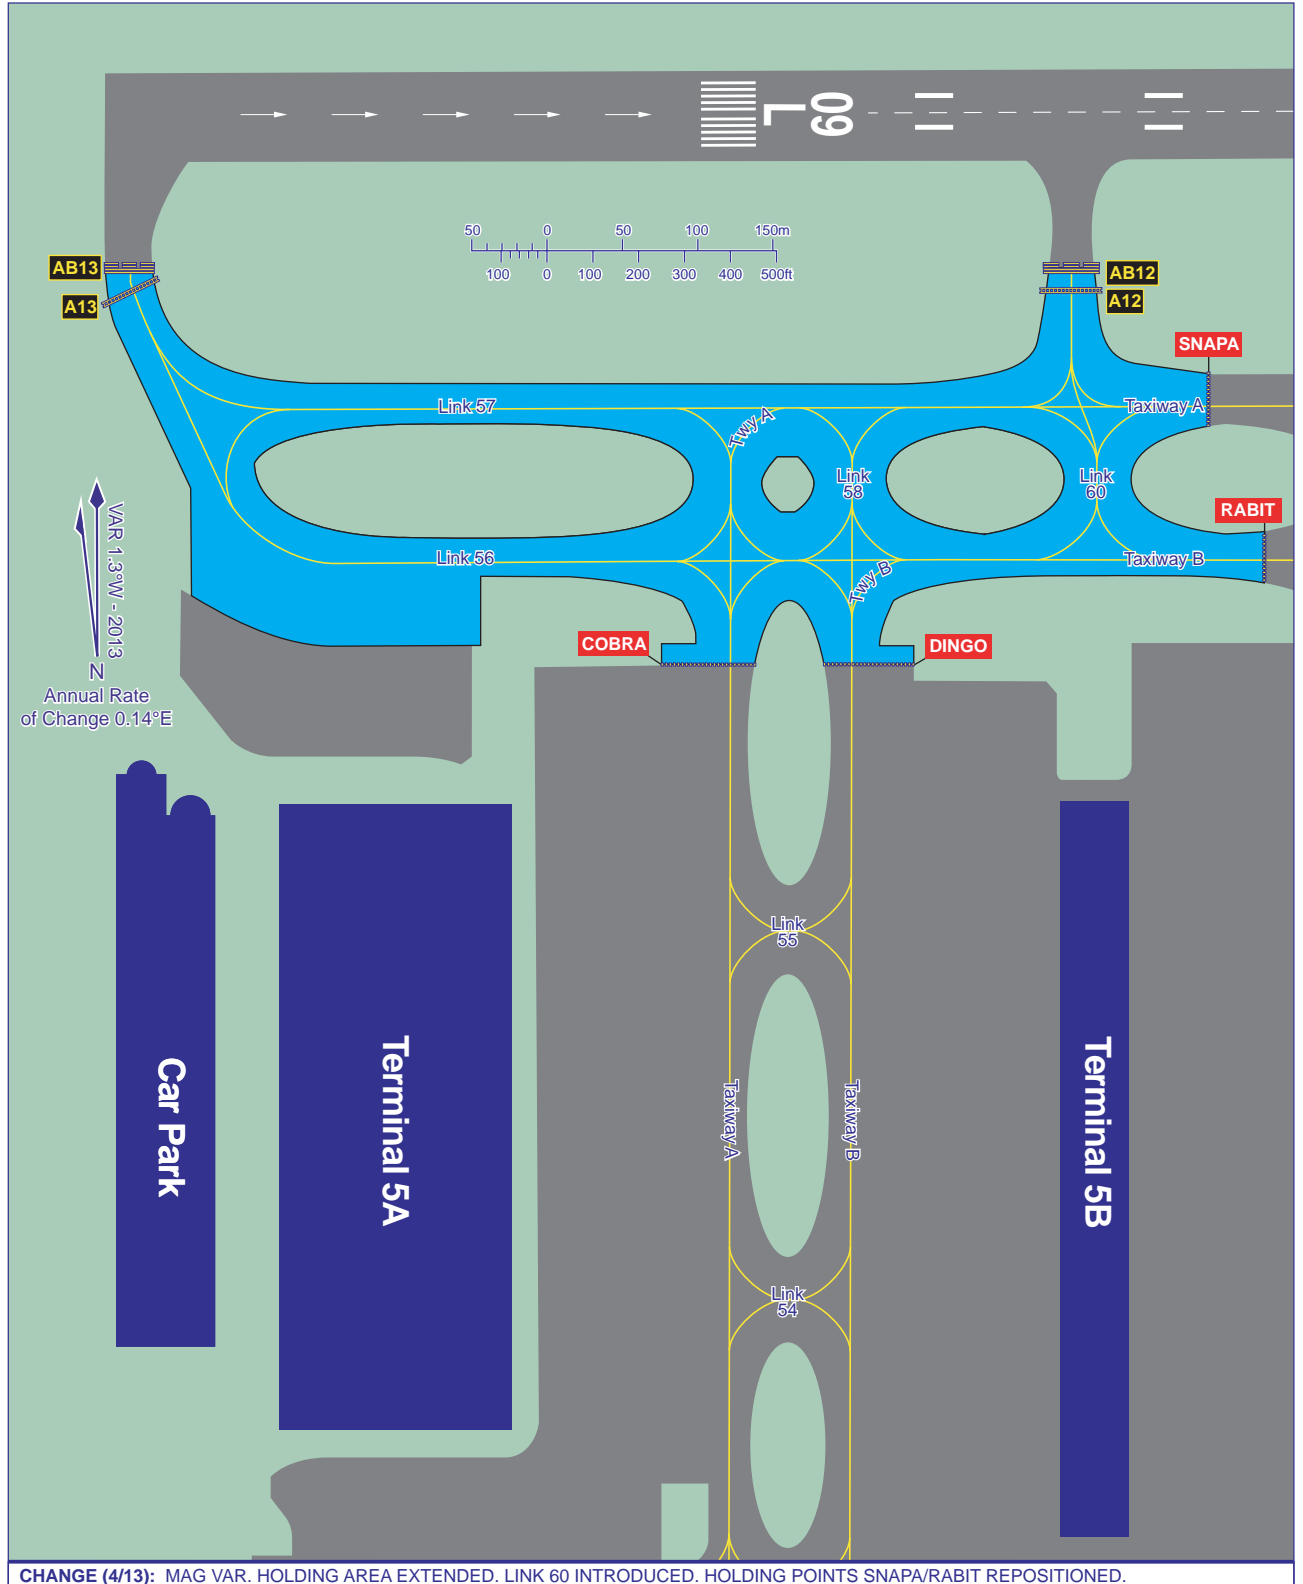 09
L
50 0 50 100 150m
100 0 100 200 300 400 500ft
AB13
A13
AB12
A12
SNAPA
Link 57
Twy A
Taxiway A
Link
58
Link
60
RABIT
VAR 1.3°W - 2013
Link 56
Taxiway B
Twy B
COBRA
DINGO
N
Annual Rate
of Change 0.14°E
Link
55
Car Park
Terminal 5A
Taxiway A
Taxiway B
Terminal 5B
Link
54
CHANGE (4/13): MAG VAR. HOLDING AREA EXTENDED. LINK 60 INTRODUCED. HOLDING POINTS SNAPA/RABIT REPOSITIONED.